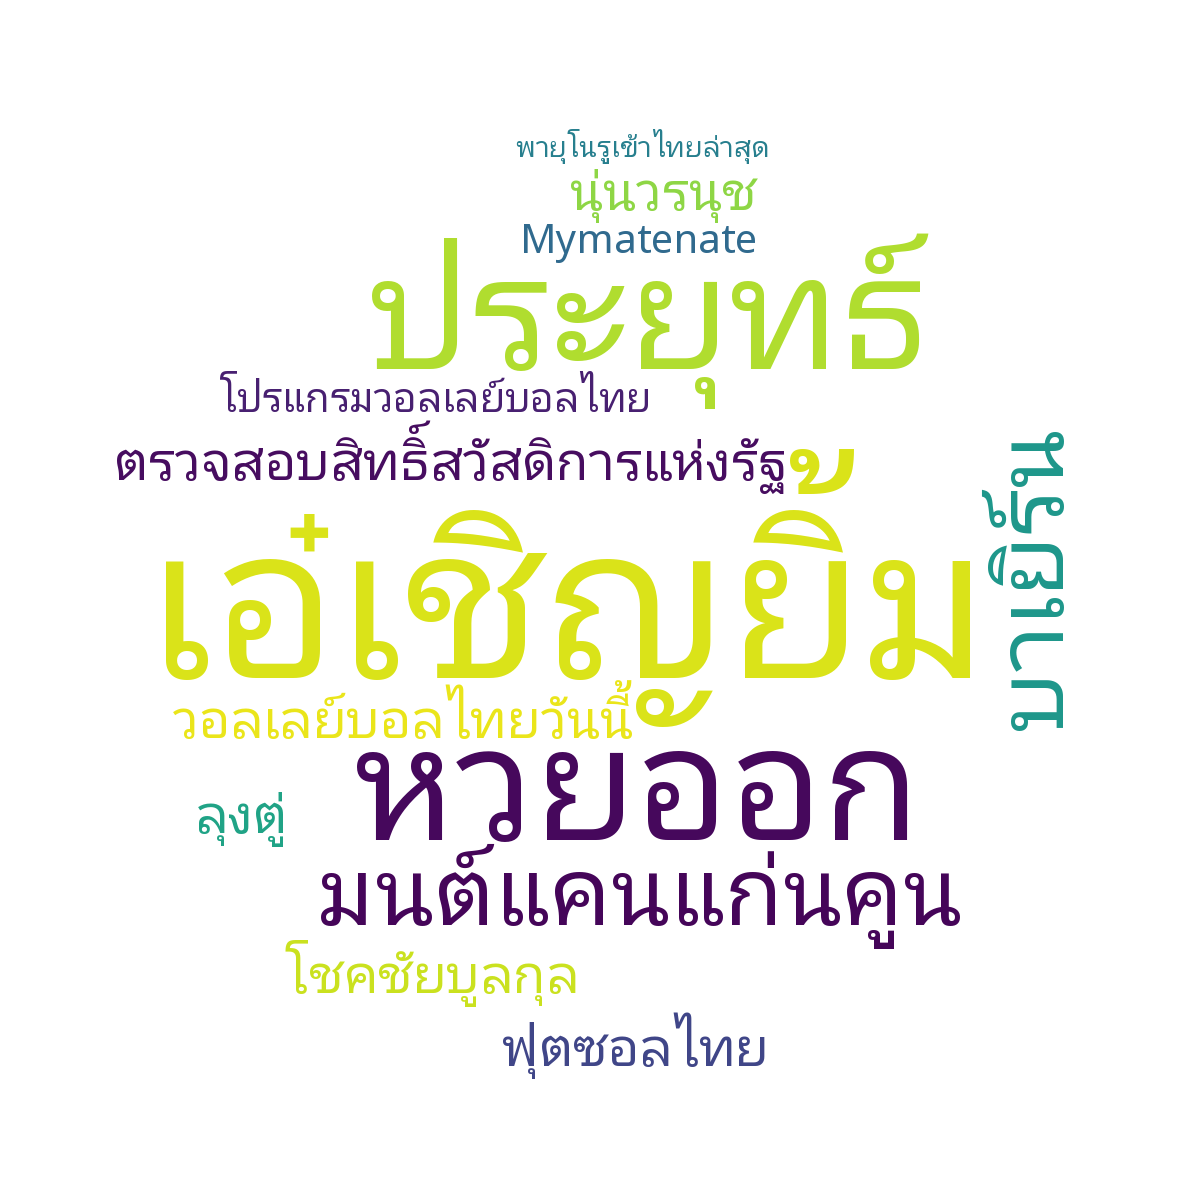 พายุโนรูเข้าไทยล่าสุด
นุ่นวรนุช
Mymatenate
ประยุทธ์
โปรแกรมวอลเลย์บอลไทย
ตรวจสอบสิทธิ์สวัสดิการแห่งรัฐ
บาเยิร์น
เอ๋เชิญยิ้ม
วอลเลย์บอลไทยวันนี้
หวยออก
ลุงตู่
มนต์แคนแก่นคูน
โชคชัยบูลกุล
ฟุตซอลไทย